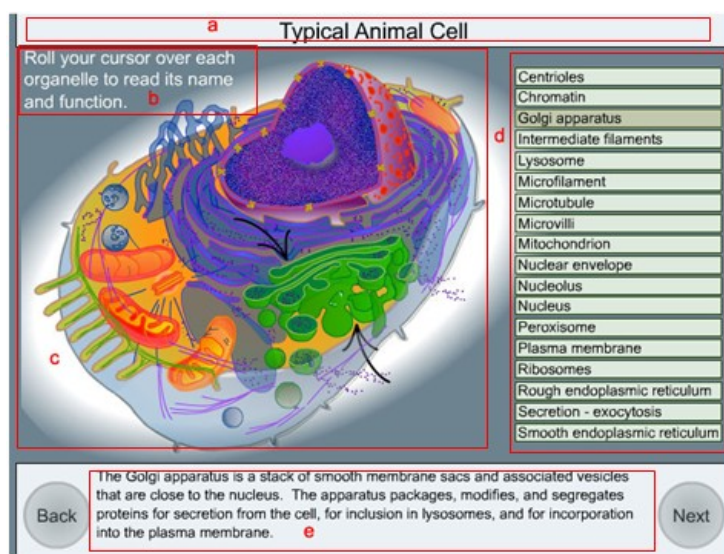 a
Typical Animal Cell
Roll your cursor over each
organelle to read its name
and function.
b
c
d
Centrioles
Chromatin
Golgi apparatus
Intermediate filaments
Lysosome
Microfilament
Microtubule
Microvilli
Mitochondrion
Nuclear envelope
Nucleolus
Nucleus
Peroxisome
Plasma membrane
Ribosomes
Rough endoplasmic reticulum
Secretion - exocytosis
Smooth endoplasmic reticulum
Back
The Golgi apparatus is a stack of smooth membrane sacs and associated vesicles
that are close to the nucleus. The apparatus packages, modifies, and segregates
proteins for secretion from the cell, for inclusion in lysosomes, and for incorporation
into the plasma membrane.
e
Next